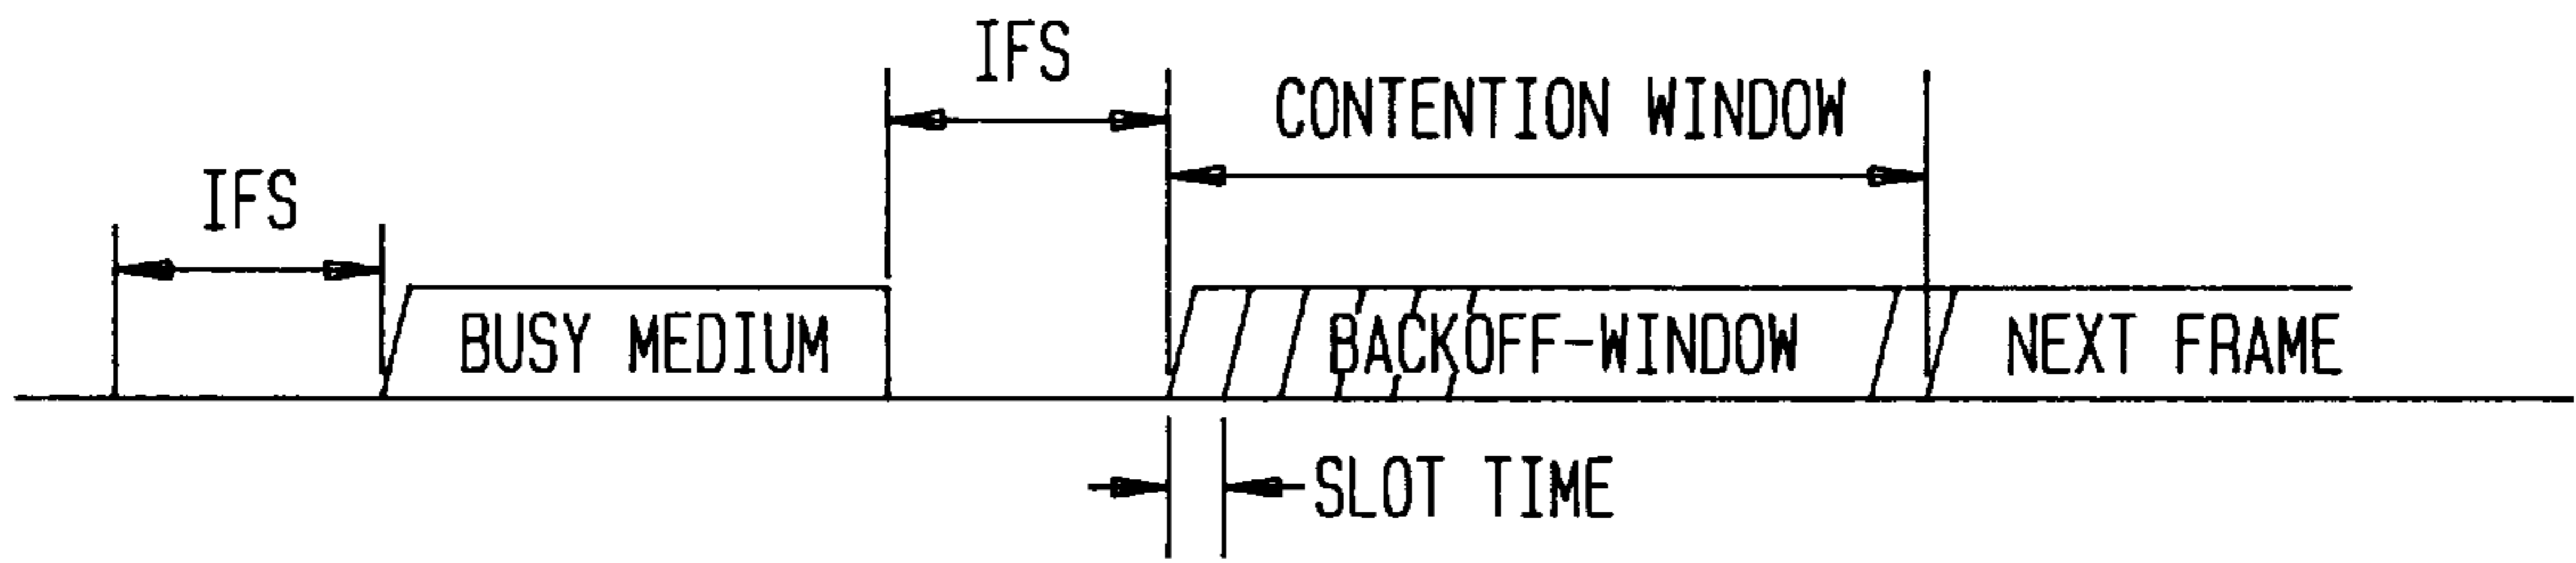 IFS
CONTENTION WINDOW
IFS
BUSY MEDIUM
BACKOFF-WINDOW
NEXT FRAME
SLOT TIME